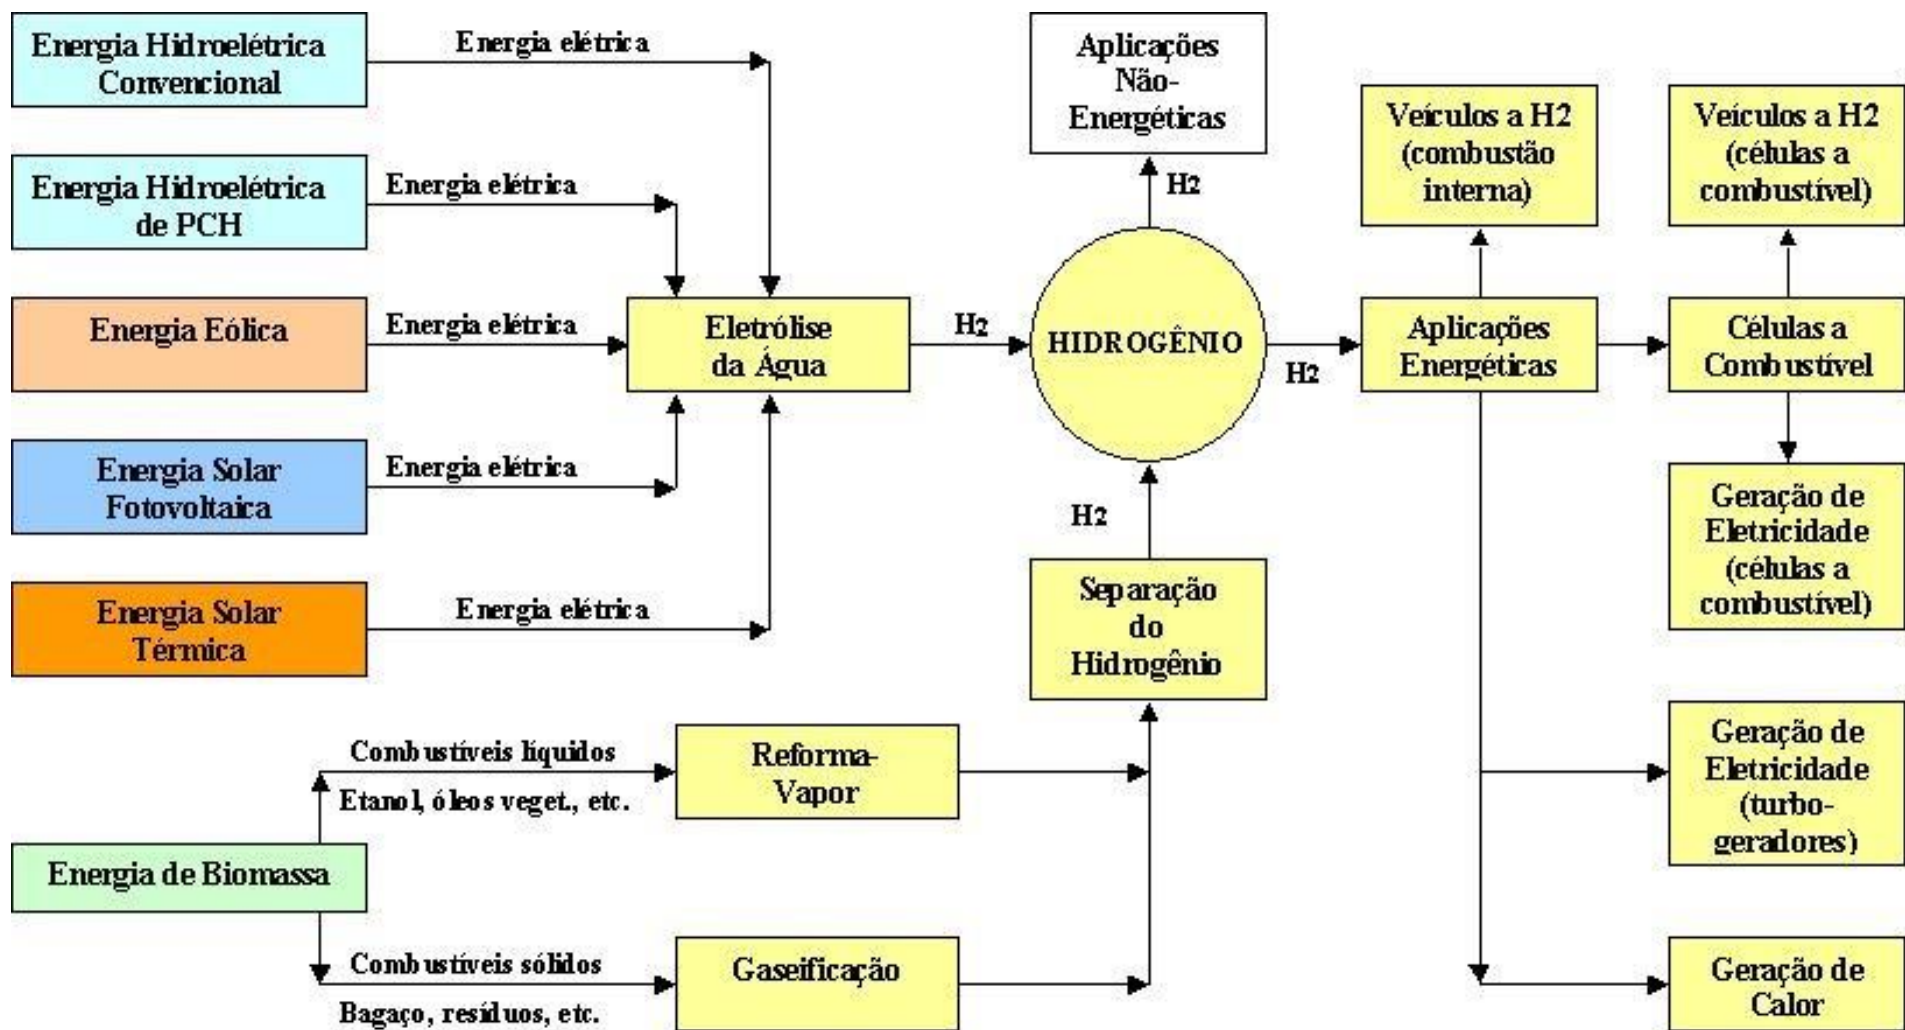 Energia Hidroelétrica
Convencional
Energia elétrica
Energia Hidroelétrica
de PCH
Energia elétrica
Energia Eólica
Energia elétrica
Energia Solar
Fotovoltaica
Energia elétrica
Energia Solar
Térmica
Energia elétrica
Eletrólise
da Água
H2
HIDROGÊNIO
H2
Aplicações
Não-
Energéticas
H2
Aplicações
Energéticas
Veículos a H2
(combustão
interna)
Veículos a H2
(células a
combustível)
Células a
Combustível
Geração de
Eletricidade
(células a
combustível)
Geração de
Eletricidade
(turbo-
geradores)
Geração de
Calor
H2
Separação
do
Hidrogênio
Energia de Biomassa
Combustíveis líquidos
Etanol, óleos veget., etc.
Reforma-
Vapor
Combustíveis sólidos
Bagaço, resíduos, etc.
Gaseificação